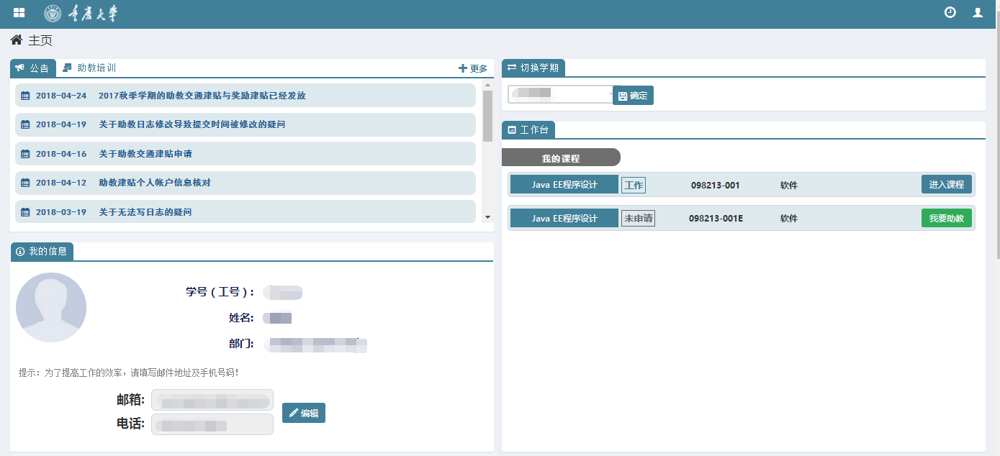 重庆大学
主页
公告 助教培训 更多
2018-04-24 2017秋季学期的助教交通津贴与奖励津贴已经发放
2018-04-19 关于助教日志修改导致提交时间被修改的疑问
2018-04-16 关于助教交通津贴申请
2018-04-12 助教津贴个人帐户信息核对
2018-03-19 关于无法写日志的疑问
我的信息
学号(工号):
姓名:
部门:
提示: 为了提高工作的效率，请填写邮件地址及手机号码!
邮箱:
编辑
电话:
切换学期
确定
工作台
我的课程
Java EE程序设计 工作 098213-001 软件 进入课程
Java EE程序设计 未申请 098213-001E 软件 我要助教